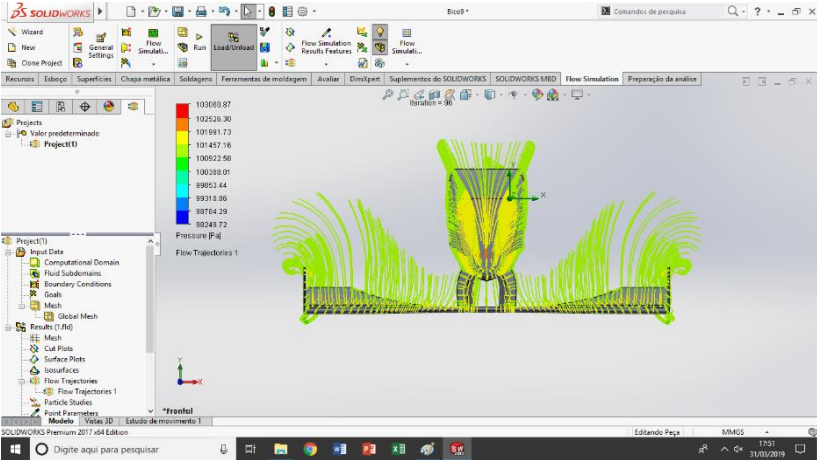 SOLIDWORKS
Bico9 *
Comandos de pesquisa
Wizard
New
Clone Project
General Settings
Flow Simulati...
Run
Load/Unload
Flow Simulation Results Features
Flow Simulati...
Recursos Esboço Superfícies Chapa metálica Soldagens Ferramentas de moldagem Avaliar DimXpert Suplementos do SOLIDWORKS SOLIDWORKS MBD Flow Simulation Preparação da análise
Iteration = 96
Projects
Valor predeterminado
Project(1)
103060.87
102526.30
101991.73
101457.16
100922.58
100388.01
99853.44
99318.86
98784.29
98249.72
Pressure [Pa]
Flow Trajectories 1
Project(1)
Input Data
Computational Domain
Fluid Subdomains
Boundary Conditions
Goals
Mesh
Global Mesh
Results (1.fld)
Mesh
Cut Plots
Surface Plots
Isosurfaces
Flow Trajectories
Flow Trajectories 1
Particle Studies
Point Parameters
Y
X
Y
X
*frontal
Modelo Vistas 3D Estudo de movimento 1
SOLIDWORKS Premium 2017 x64 Edition
Editando Peça
MMGS
Digite aqui para pesquisar
17:51
31/03/2019